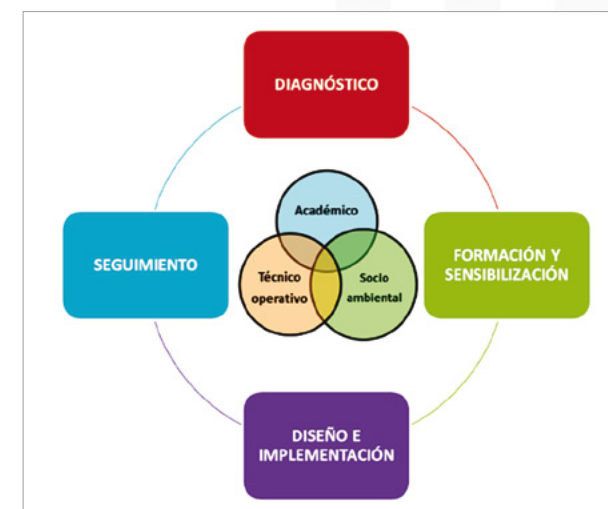 DIAGNÓSTICO
Académico
SEGUIMIENTO
Técnico
operativo
Socio
ambiental
FORMACIÓN Y
SENSIBILIZACIÓN
DISEÑO E
IMPLEMENTACIÓN